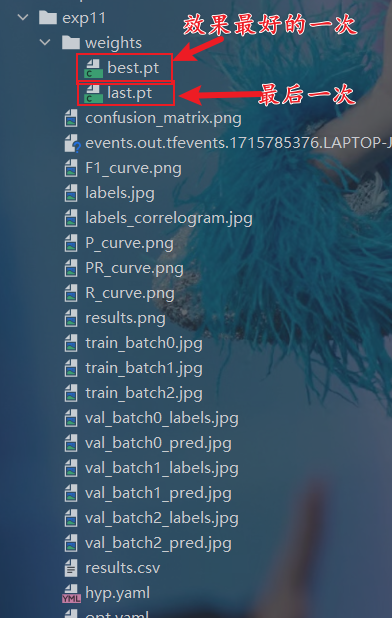 exp11
效果最好的一次
weights
best.pt
last.pt
最后一次
confusion_matrix.png
events.out.tfevents.1715785376.LAPTOP-J
F1_curve.png
labels.jpg
labels_correlogram.jpg
P_curve.png
PR_curve.png
R_curve.png
results.png
train_batch0.jpg
train_batch1.jpg
train_batch2.jpg
val_batch0_labels.jpg
val_batch0_pred.jpg
val_batch1_labels.jpg
val_batch1_pred.jpg
val_batch2_labels.jpg
val_batch2_pred.jpg
results.csv
hyp.yaml
opt.yaml